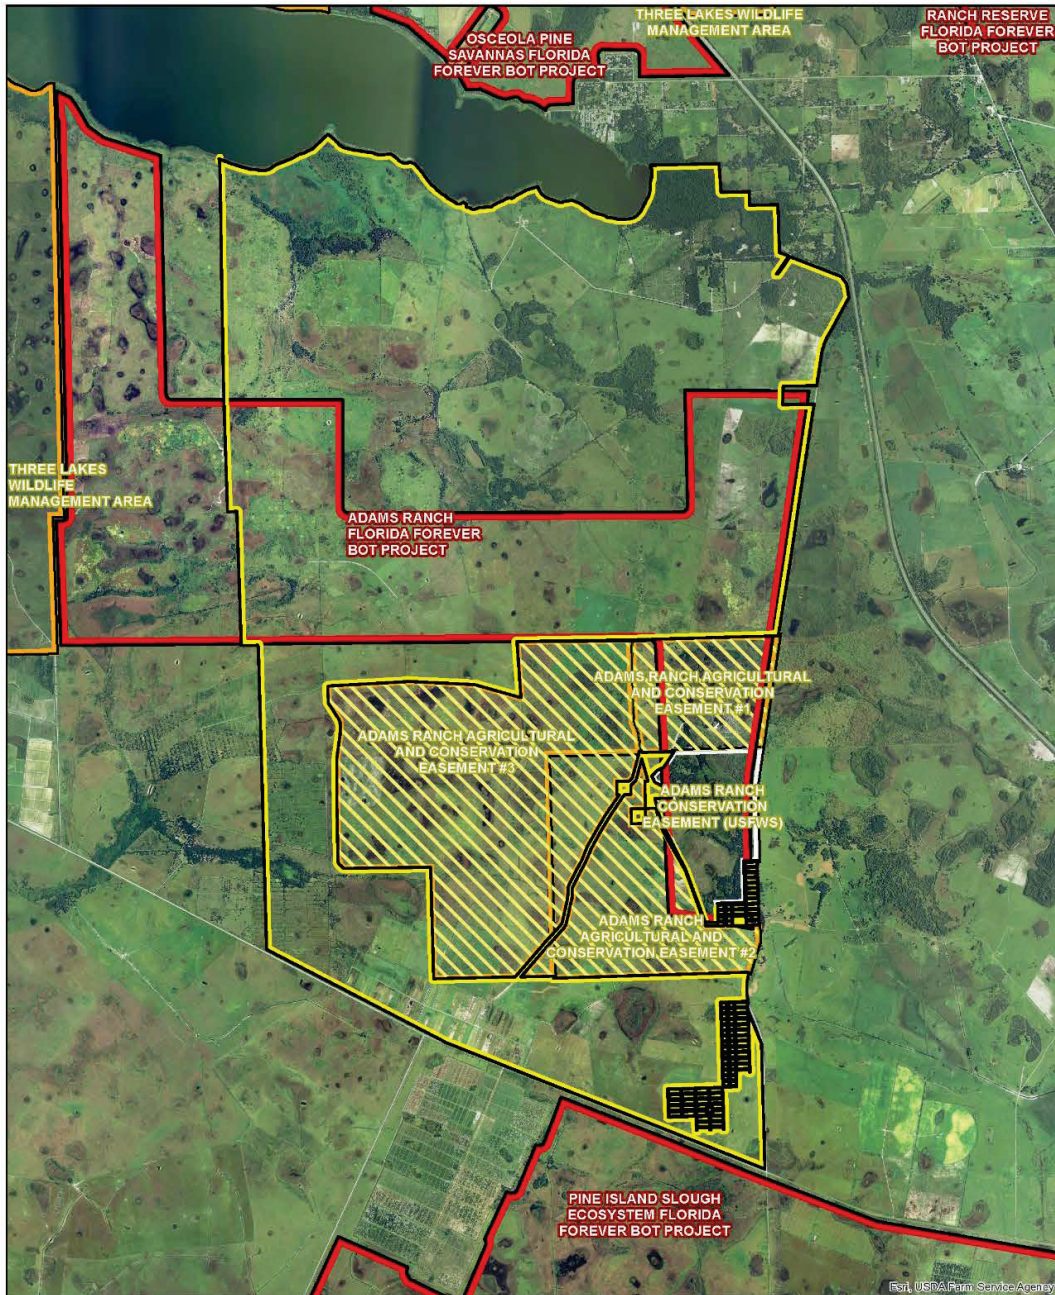 OSCEOLA PINE
SAVANNAS FLORIDA
FOREVER BOT PROJECT
THREE LAKES WILDLIFE
MANAGEMENT AREA
RANCH RESERVE
FLORIDA FOREVER
BOT PROJECT
THREE LAKES
WILDLIFE
MANAGEMENT AREA
ADAMS RANCH
FLORIDA FOREVER
BOT PROJECT
ADAMS RANCH AGRICULTURAL
AND CONSERVATION
EASEMENT #1
ADAMS RANCH AGRICULTURAL
AND CONSERVATION
EASEMENT #3
ADAMS RANCH
CONSERVATION
EASEMENT (USFWS)
ADAMS RANCH
AGRICULTURAL AND
CONSERVATION EASEMENT #2
PINE ISLAND SLOUGH
ECOSYSTEM FLORIDA
FOREVER BOT PROJECT
Esri, USDA Farm Service Agency